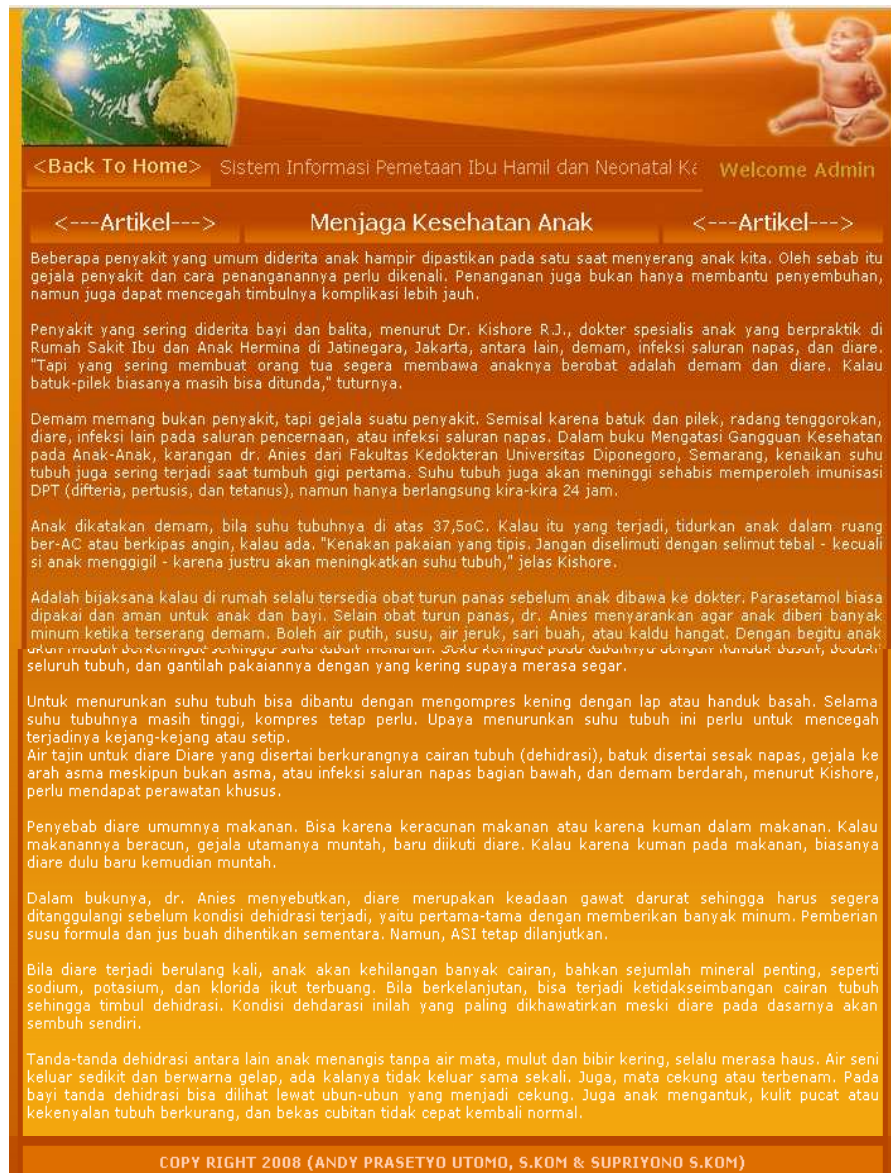 <Back To Home>
Sistem Informasi Pemetaan Ibu Hamil dan Neonatal
Welcome Admin
<---Artikel--->
Menjaga Kesehatan Anak
<---Artikel--->
Beberapa penyakit yang umum diderita anak hampir dipastikan pada satu saat menyerang anak kita. Oleh sebab itu
gejala penyakit dan cara penanganannya perlu dikenali. Penanganan juga bukan hanya membantu penyembuhan,
namun juga dapat mencegah timbulnya komplikasi lebih jauh.
Penyakit yang sering diderita bayi dan balita, menurut Dr. Kishore R.J., dokter spesialis anak yang berpraktik di
Rumah Sakit Ibu dan Anak Hermina di Jatinegara, Jakarta, antara lain, demam, infeksi saluran napas, dan diare.
"Tapi yang sering membuat orang tua segera membawa anaknya berobat adalah demam dan diare. Kalau
batuk-pilek biasanya masih bisa ditunda," tuturnya.
Demam memang bukan penyakit, tapi gejala suatu penyakit. Semisal karena batuk dan pilek, radang tenggorokan,
diare, infeksi lain pada saluran pencernaan, atau infeksi saluran napas. Dalam buku Mengatasi Gangguan Kesehatan
pada Anak-Anak, karangan dr. Anies dari Fakultas Kedokteran Universitas Diponegoro, Semarang, kenaikan suhu
tubuh juga sering terjadi saat tumbuh gigi pertama. Suhu tubuh juga akan meninggi sehabis memperoleh imunisasi
DPT (difteria, pertusis, dan tetanus), namun hanya berlangsung kira-kira 24 jam.
Anak dikatakan demam, bila suhu tubuhnya di atas 37,5oC. Kalau itu yang terjadi, tidurkan anak dalam ruang
ber-AC atau berkipas angin, kalau ada. "Kenakan pakaian yang tipis. Jangan diselimuti dengan selimut tebal - kecuali
si anak menggigil - karena justru akan meningkatkan suhu tubuh," jelas Kishore.
Adalah bijaksana kalau di rumah selalu tersedia obat turun panas sebelum anak dibawa ke dokter. Parasetamol biasa
dipakai dan aman untuk anak dan bayi. Selain obat turun panas, dr. Anies menyarankan agar anak diberi banyak
minum ketika terserang demam. Boleh air putih, susu, air jeruk, sari buah, atau kaldu hangat. Dengan begitu anak
seluruh tubuh, dan gantilah pakaiannya dengan yang kering supaya merasa segar.
Untuk menurunkan suhu tubuh bisa dibantu dengan mengompres kening dengan lap atau handuk basah. Selama
suhu tubuhnya masih tinggi, kompres tetap perlu. Upaya menurunkan suhu tubuh ini perlu untuk mencegah
terjadinya kejang-kejang atau setip.
Air tajin untuk diare Diare yang disertai berkurangnya cairan tubuh (dehidrasi), batuk disertai sesak napas, gejala ke
arah asma meskipun bukan asma, atau infeksi saluran napas bagian bawah, dan demam berdarah, menurut Kishore,
perlu mendapat perawatan khusus.
Penyebab diare umumnya makanan. Bisa karena keracunan makanan atau karena kuman dalam makanan. Kalau
makanannya beracun, gejala utamanya muntah, baru diikuti diare. Kalau karena kuman pada makanan, biasanya
diare dulu baru kemudian muntah.
Dalam bukunya, dr. Anies menyebutkan, diare merupakan keadaan gawat darurat sehingga harus segera
ditanggulangi sebelum kondisi dehidrasi terjadi, yaitu pertama-tama dengan memberikan banyak minum. Pemberian
susu formula dan jus buah dihentikan sementara. Namun, ASI tetap dilanjutkan.
Bila diare terjadi berulang kali, anak akan kehilangan banyak cairan, bahkan sejumlah mineral penting, seperti
sodium, potasium, dan klorida ikut terbuang. Bila berkelanjutan, bisa terjadi ketidakseimbangan cairan tubuh
sehingga timbul dehidrasi. Kondisi dehdarasi inilah yang paling dikhawatirkan meski diare pada dasarnya akan
sembuh sendiri.
Tanda-tanda dehidrasi antara lain anak menangis tanpa air mata, mulut dan bibir kering, selalu merasa haus. Air seni
keluar sedikit dan berwarna gelap, ada kalanya tidak keluar sama sekali. Juga, mata cekung atau terbenam. Pada
bayi tanda dehidrasi bisa dilihat lewat ubun-ubun yang menjadi cekung. Juga anak mengantuk, kulit pucat atau
kekenyalan tubuh berkurang, dan bekas cubitan tidak cepat kembali normal.
COPY RIGHT 2008 (ANDY PRASETYO UTOMO, S.KOM & SUPRIYONO S.KOM)